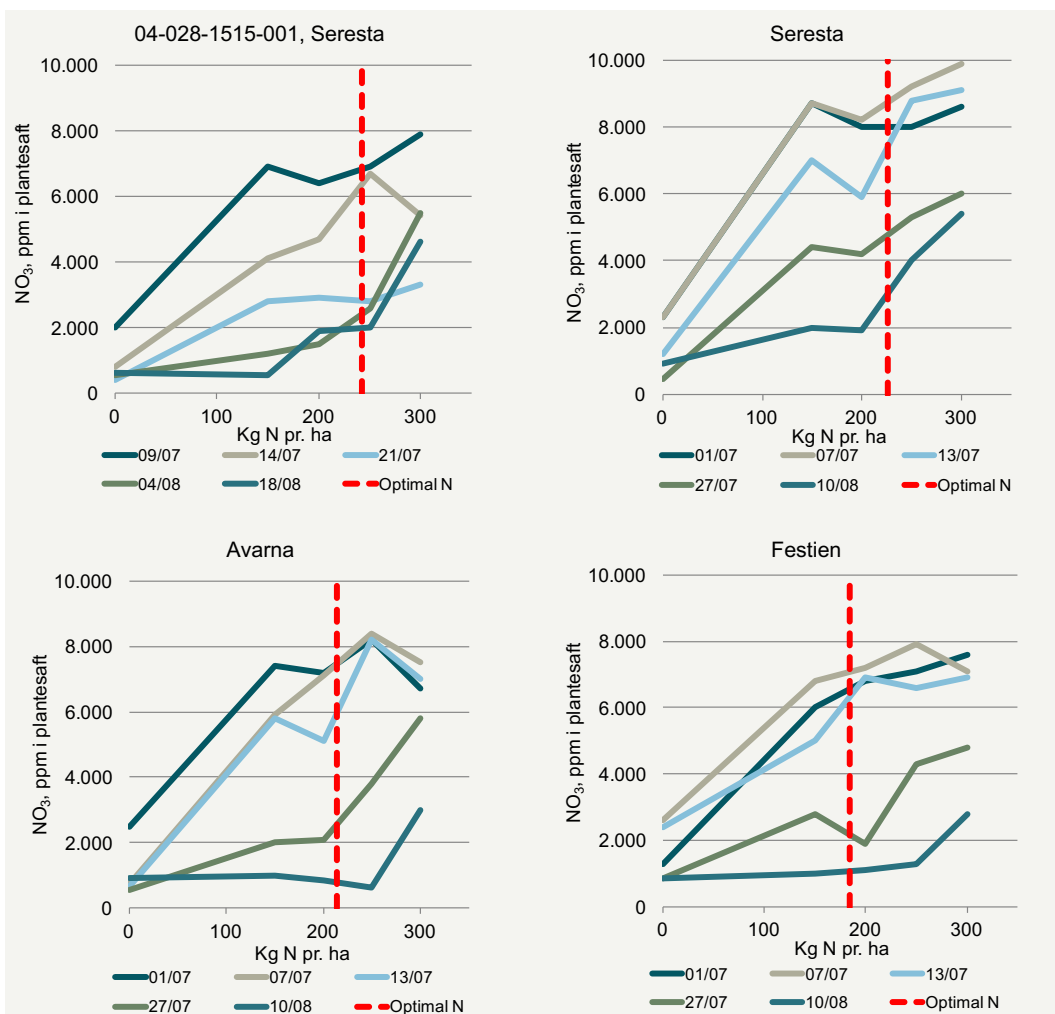 04-028-1515-001, Seresta
10.000
8.000
6.000
4.000
2.000
0
NO₃, ppm i plantesaft
0 100 200 300
Kg N pr. ha
09/07 14/07 21/07
04/08 18/08 Optimal N
Seresta
10.000
8.000
6.000
4.000
2.000
0
NO₃, ppm i plantesaft
0 100 200 300
Kg N pr. ha
01/07 07/07 13/07
27/07 10/08 Optimal N
Avarna
10.000
8.000
6.000
4.000
2.000
0
NO₃, ppm i plantesaft
0 100 200 300
Kg N pr. ha
01/07 07/07 13/07
27/07 10/08 Optimal N
Festien
10.000
8.000
6.000
4.000
2.000
0
NO₃, ppm i plantesaft
0 100 200 300
Kg N pr. ha
01/07 07/07 13/07
27/07 10/08 Optimal N